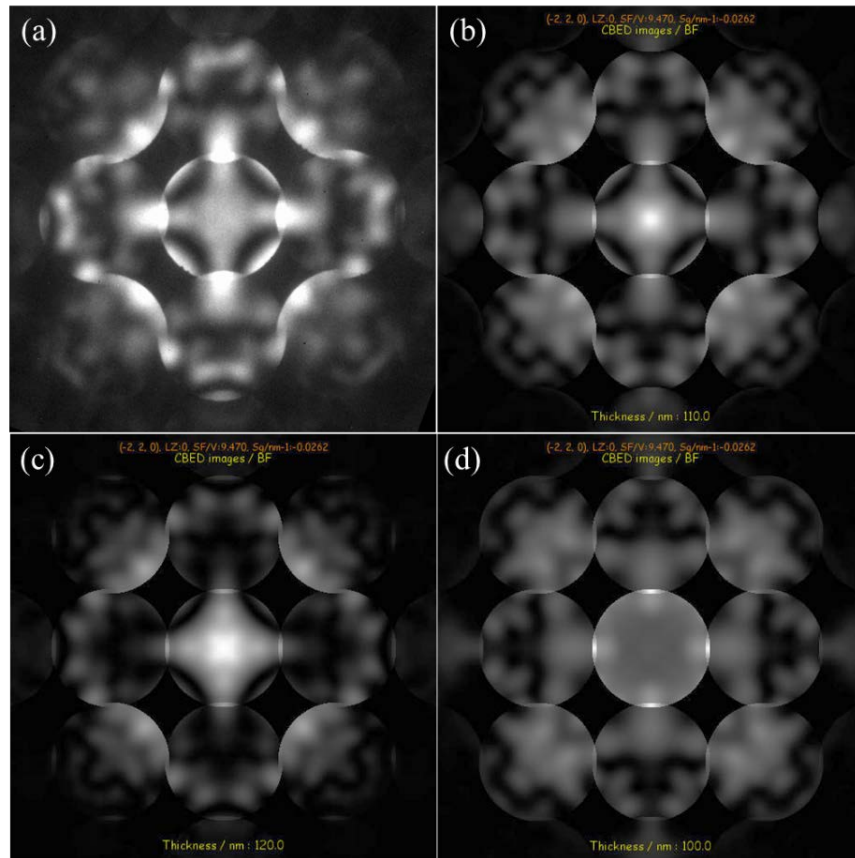 (a)
(b)
(-2, 2, 0), LZ:0, SF/V:9.470, Sg/nm-1:-0.0262
CBED images / BF
Thickness / nm : 110.0
(c)
(-2, 2, 0), LZ:0, SF/V:9.470, Sg/nm-1:-0.0262
CBED images / BF
Thickness / nm : 120.0
(d)
(-2, 2, 0), LZ:0, SF/V:9.470, Sg/nm-1:-0.0262
CBED images / BF
Thickness / nm : 100.0